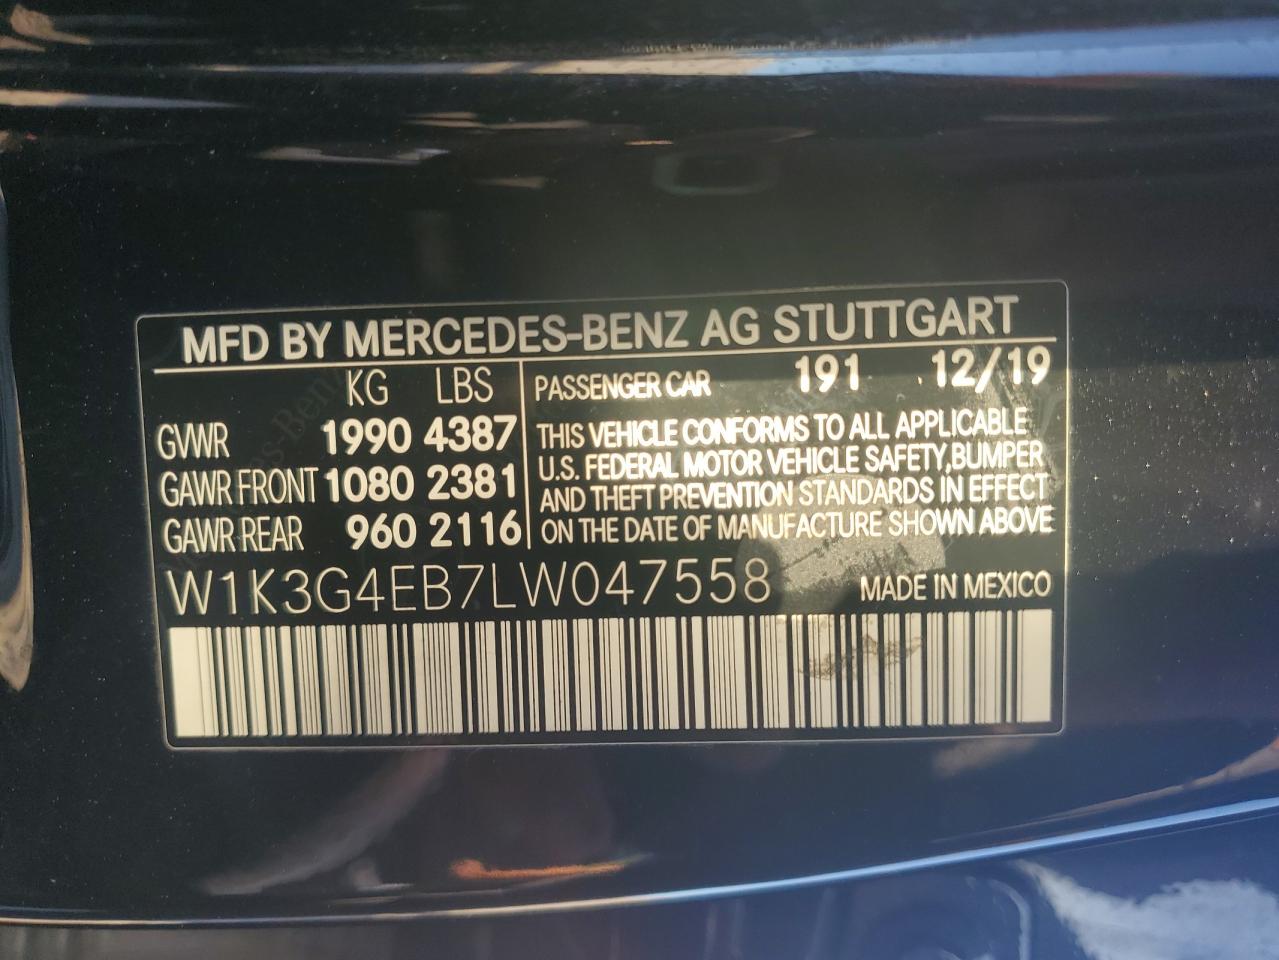 MFD BY MERCEDES-BENZ AG STUTTGART
KG LBS
GVWR 1990 4387
GAWR FRONT 1080 2381
GAWR REAR 960 2116
PASSENGER CAR 191 12/19
THIS VEHICLE CONFORMS TO ALL APPLICABLE
U.S. FEDERAL MOTOR VEHICLE SAFETY, BUMPER
AND THEFT PREVENTION STANDARDS IN EFFECT
ON THE DATE OF MANUFACTURE SHOWN ABOVE
W1K3G4EB7LW047558 MADE IN MEXICO